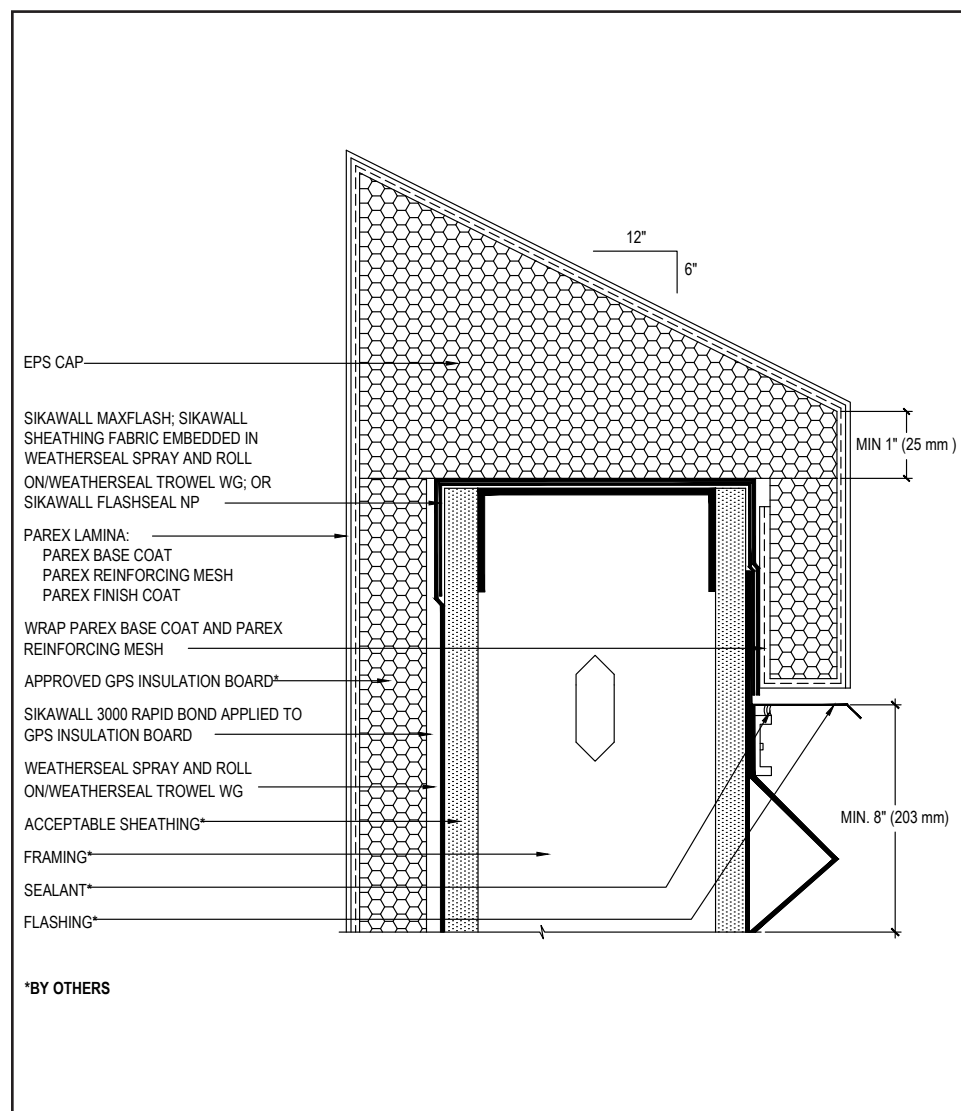 12"
6"
EPS CAP
SIKAWALL MAXFLASH; SIKAWALL
SHEATHING FABRIC EMBEDDED IN
WEATHERSEAL SPRAY AND ROLL
ON/WEATHERSEAL TROWEL WG; OR
SIKAWALL FLASHSEAL NP
MIN 1" (25 mm )
PAREX LAMINA:
PAREX BASE COAT
PAREX REINFORCING MESH
PAREX FINISH COAT
WRAP PAREX BASE COAT AND PAREX
REINFORCING MESH
APPROVED GPS INSULATION BOARD*
SIKAWALL 3000 RAPID BOND APPLIED TO
GPS INSULATION BOARD
WEATHERSEAL SPRAY AND ROLL
ON/WEATHERSEAL TROWEL WG
ACCEPTABLE SHEATHING*
MIN. 8" (203 mm)
FRAMING*
SEALANT*
FLASHING*
*BY OTHERS